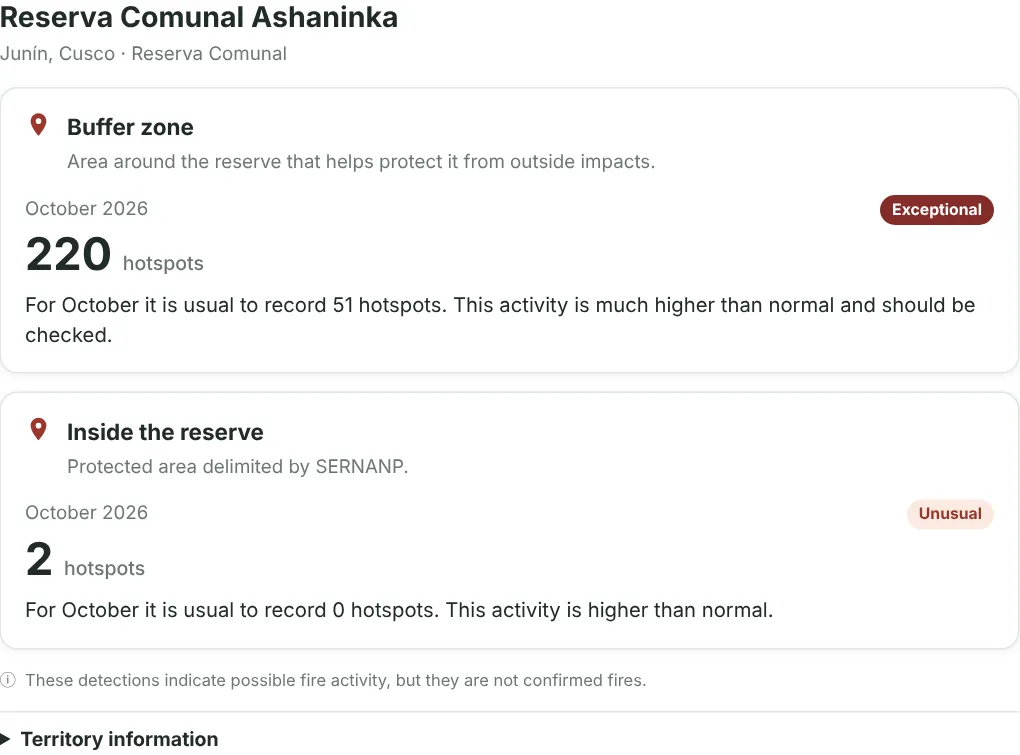 Reserva Comunal Ashaninka
Junín, Cusco · Reserva Comunal
Buffer zone
Area around the reserve that helps protect it from outside impacts.
October 2026
Exceptional
220 hotspots
For October it is usual to record 51 hotspots. This activity is much higher than normal and should be
checked.
Inside the reserve
Protected area delimited by SERNANP.
October 2026
Unusual
2 hotspots
For October it is usual to record 0 hotspots. This activity is higher than normal.
These detections indicate possible fire activity, but they are not confirmed fires.
Territory information